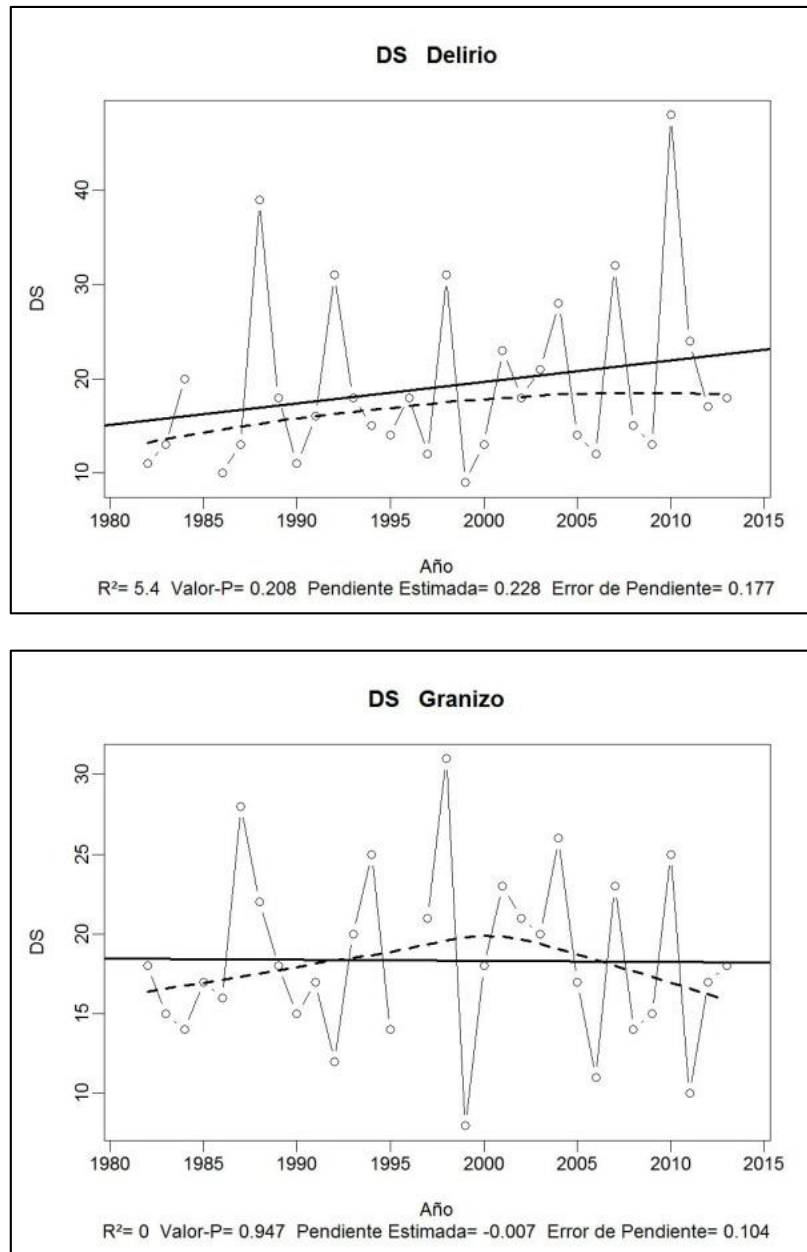 DS Delirio
40
30
20
10
DS
1980 1985 1990 1995 2000 2005 2010 2015
Año
R²= 5.4 Valor-P= 0.208 Pendiente Estimada= 0.228 Error de Pendiente= 0.177
DS Granizo
30
25
20
15
10
DS
1980 1985 1990 1995 2000 2005 2010 2015
Año
R²= 0 Valor-P= 0.947 Pendiente Estimada= -0.007 Error de Pendiente= 0.104